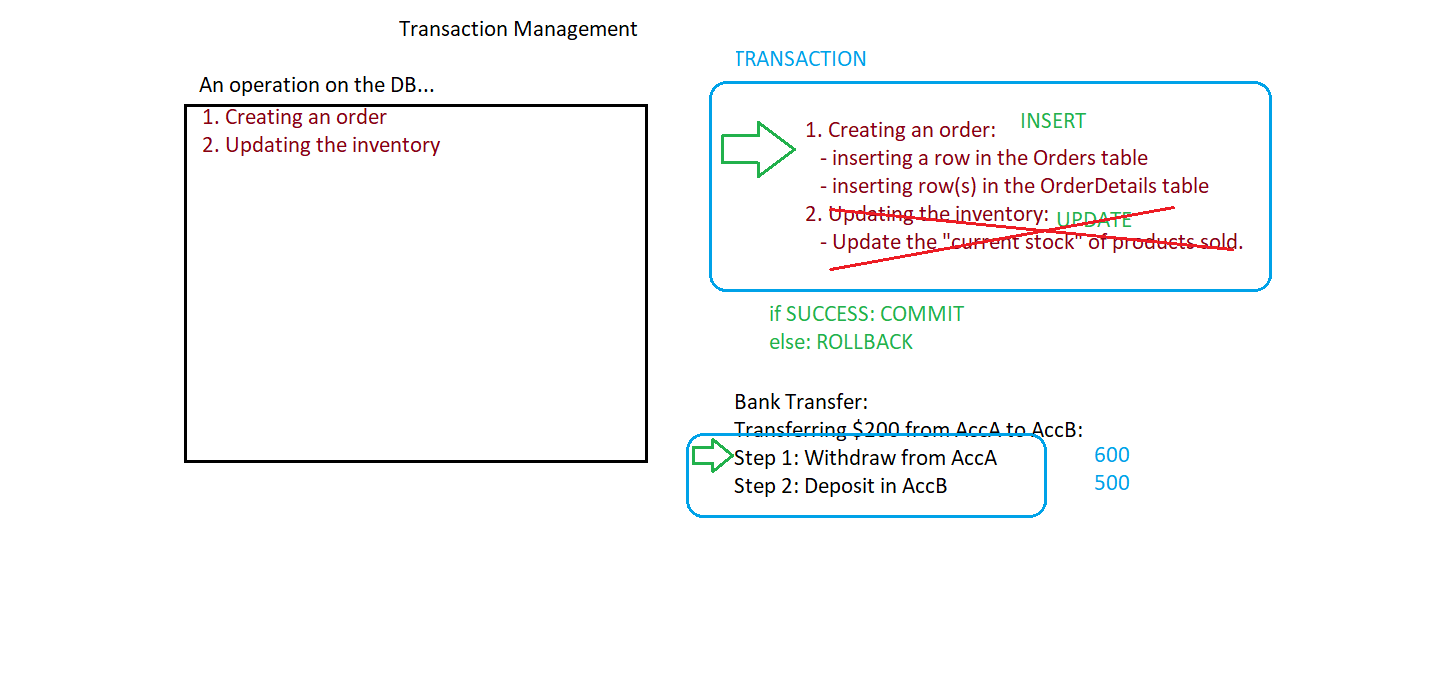 Transaction Management
An operation on the DB...
1. Creating an order
2. Updating the inventory
TRANSACTION
1. Creating an order: INSERT
- inserting a row in the Orders table
- inserting row(s) in the OrderDetails table
2. Updating the inventory: UPDATE
- Update the "current stock" of products sold.
if SUCCESS: COMMIT
else: ROLLBACK
Bank Transfer:
Transferring $200 from AccA to AccB:
Step 1: Withdraw from AccA 600
Step 2: Deposit in AccB 500